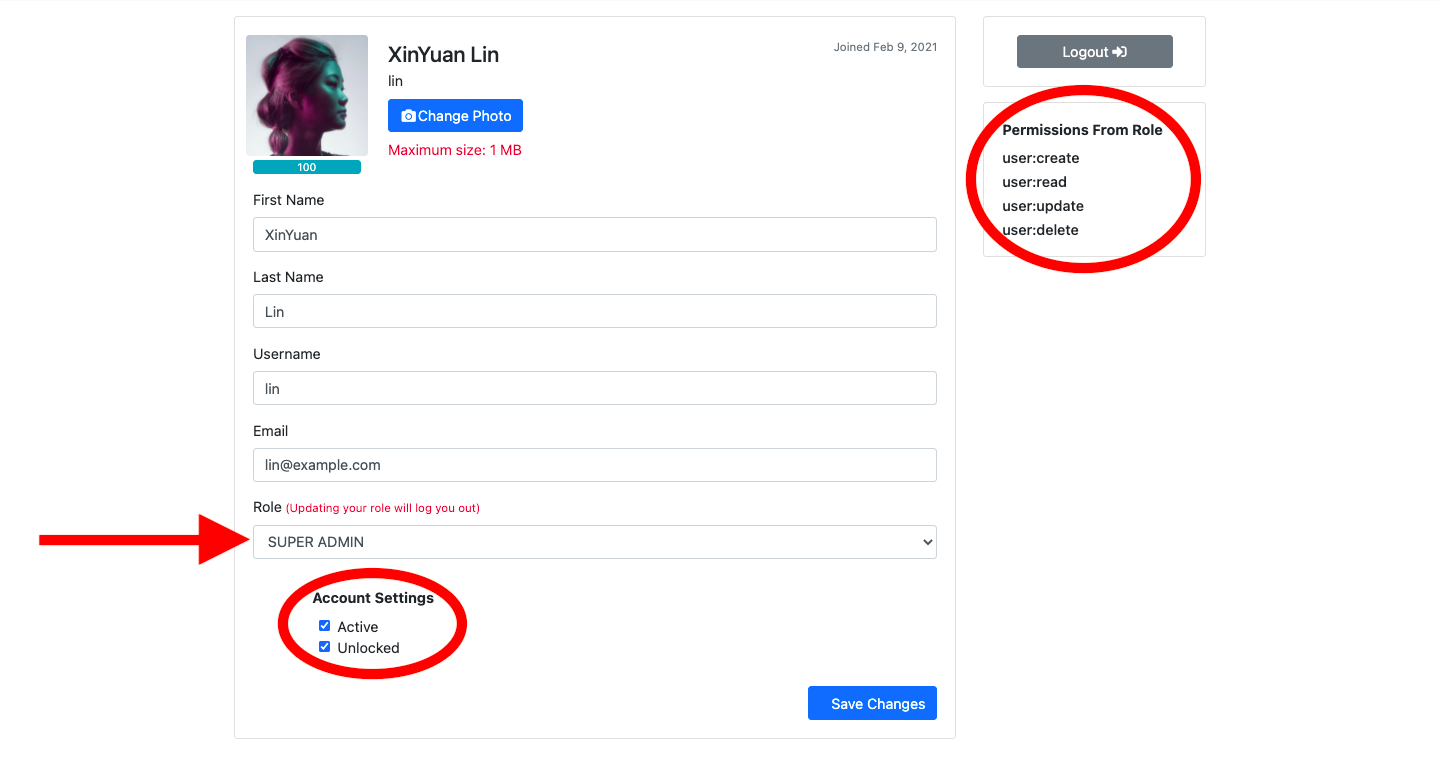 XinYuan Lin
Joined Feb 9, 2021
lin
Change Photo
Maximum size: 1 MB
100
First Name
XinYuan
Last Name
Lin
Username
lin
Email
lin@example.com
Role (Updating your role will log you out)
SUPER ADMIN
Account Settings
Active
Unlocked
Save Changes
Logout
Permissions From Role
user:create
user:read
user:update
user:delete